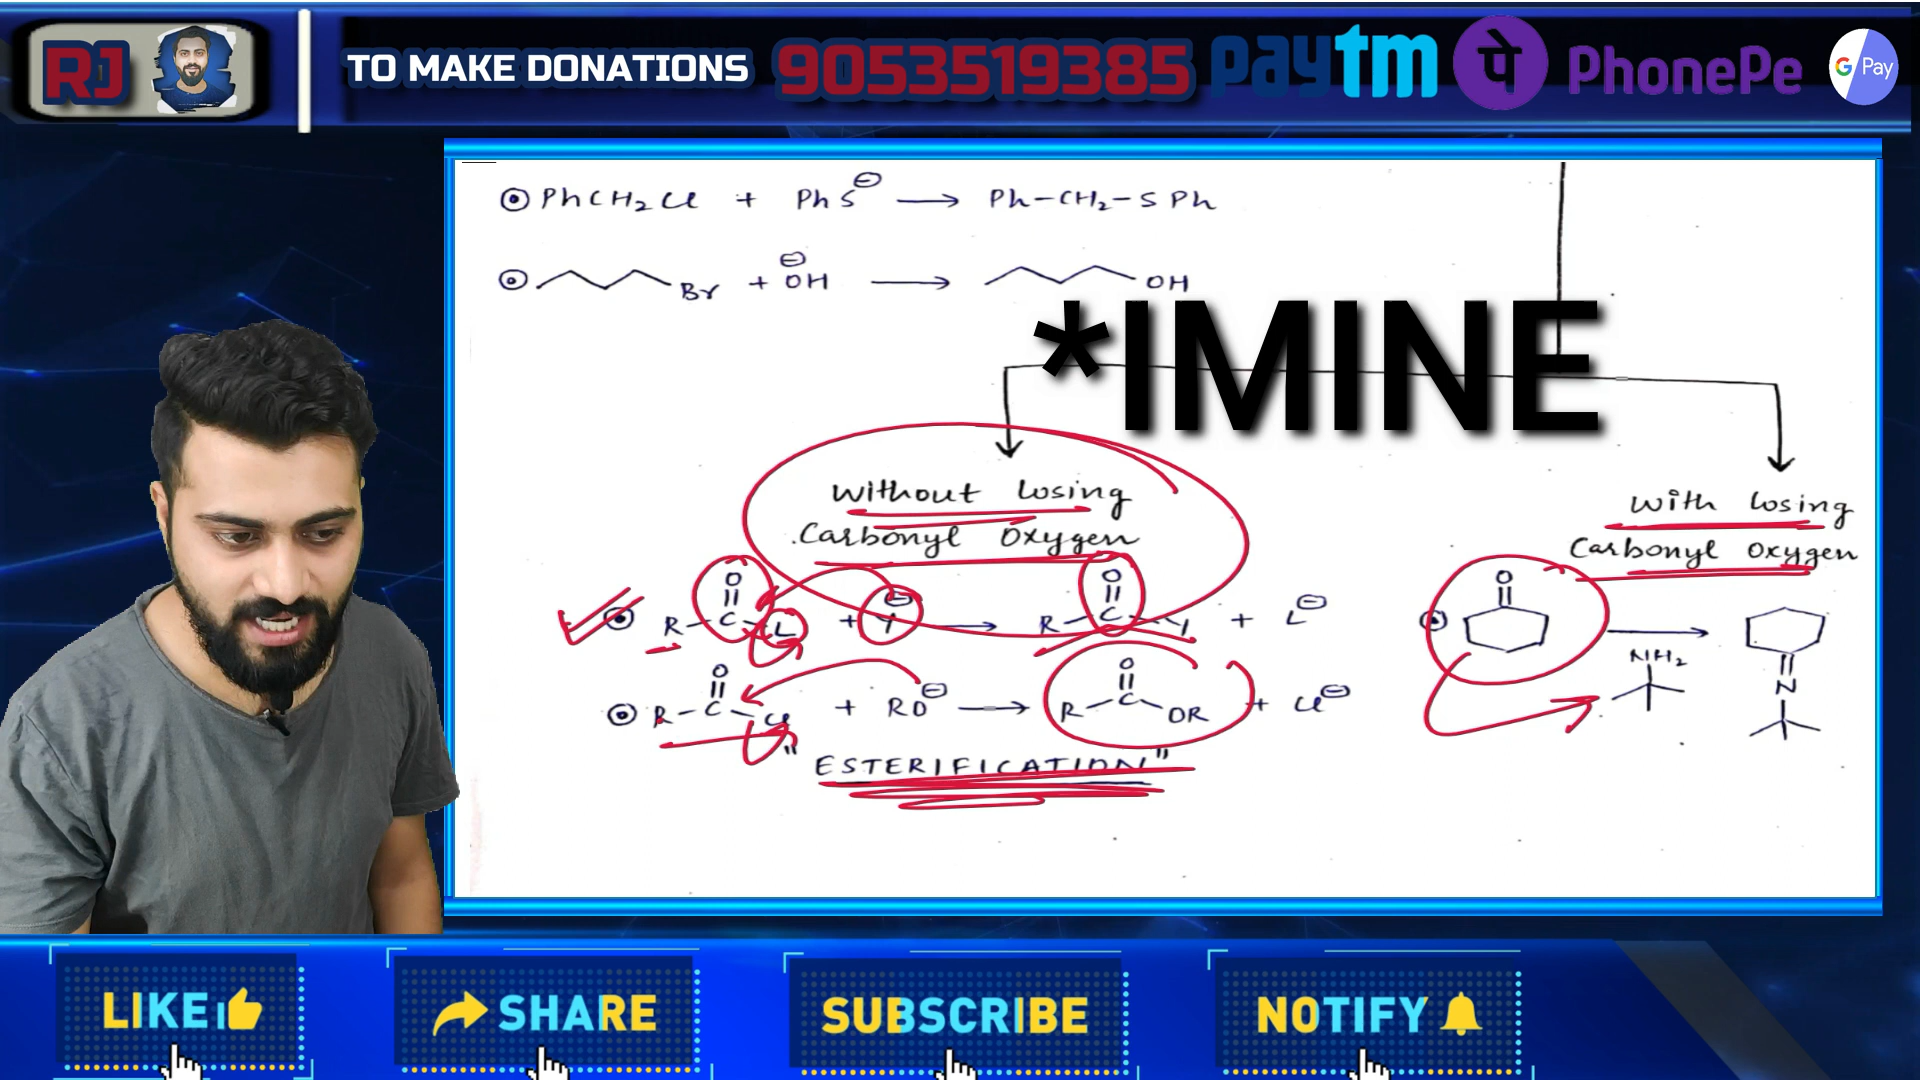 RJ
TO MAKE DONATIONS 9053519385 paytm पे PhonePe G Pay
PhCH₂Cl + PhS⊖ → Ph-CH₂-SPh
Br + ⊖OH → OH
*IMINE
Without losing
Carbonyl Oxygen
With losing
Carbonyl Oxygen
O O O
R-C-L + Y⊖ → R-C-Y + L⊖
NH₂
N
O O
R-C-Cl + RO⊖ → R-C-OR + Cl⊖
"ESTERIFICATION"
LIKE SHARE SUBSCRIBE NOTIFY